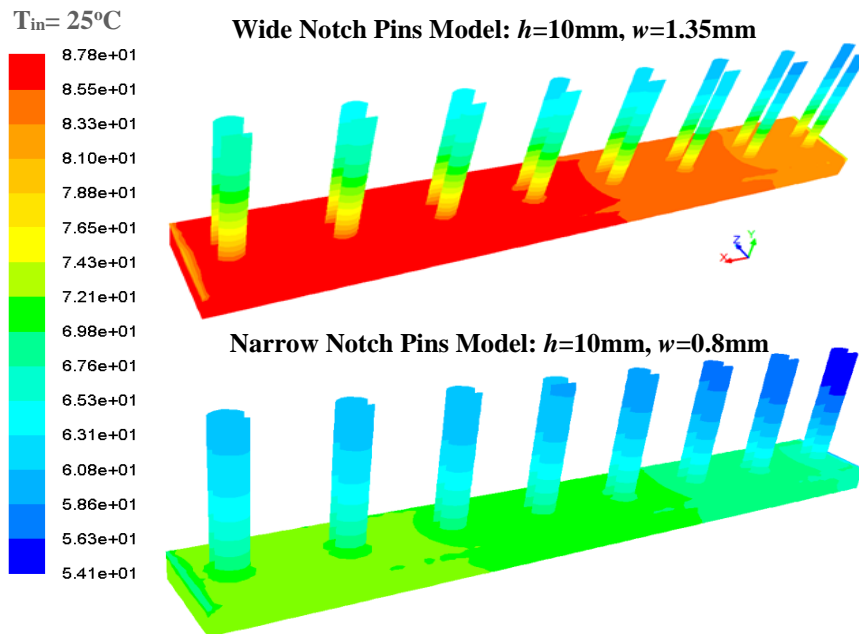 T_in= 25°C
Wide Notch Pins Model: h=10mm, w=1.35mm
8.78e+01
8.55e+01
8.33e+01
8.10e+01
7.88e+01
7.65e+01
7.43e+01
7.21e+01
6.98e+01
6.76e+01
6.53e+01
6.31e+01
6.08e+01
5.86e+01
5.63e+01
5.41e+01
Z
Y
X
Narrow Notch Pins Model: h=10mm, w=0.8mm